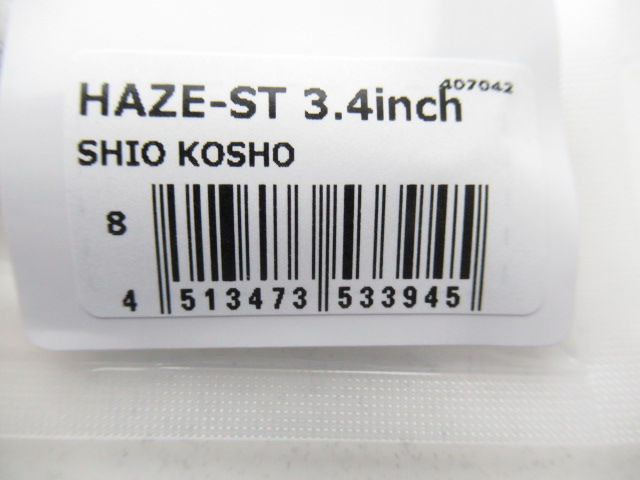 407042
HAZE-ST 3.4inch
SHIO KOSHO
8
4 513473 533945